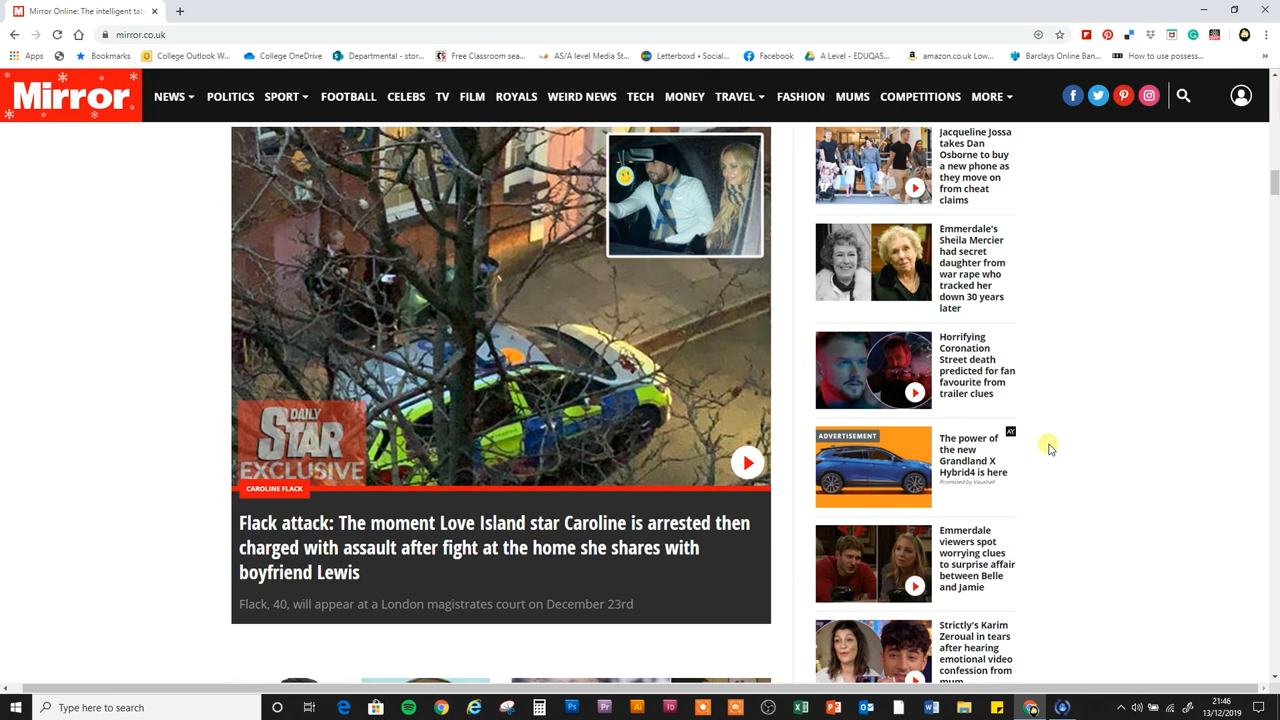 Mirror Online: The intelligent tab
mirror.co.uk
Apps
Bookmarks
College Outlook W...
College OneDrive
Departmental - stor...
Free Classroom sea...
AS/A level Media St...
Letterboxd • Social...
Facebook
A Level - EDUQAS...
amazon.co.uk Low...
Barclays Online Ban...
How to use possess...
Mirror
NEWS
POLITICS
SPORT
FOOTBALL
CELEBS
TV
FILM
ROYALS
WEIRD NEWS
TECH
MONEY
TRAVEL
FASHION
MUMS
COMPETITIONS
MORE
DAILY
STAR
EXCLUSIVE
CAROLINE FLACK
Flack attack: The moment Love Island star Caroline is arrested then
charged with assault after fight at the home she shares with
boyfriend Lewis
Flack, 40, will appear at a London magistrates court on December 23rd
Jacqueline Jossa
takes Dan
Osborne to buy
a new phone as
they move on
from cheat
claims
Emmerdale's
Sheila Mercier
had secret
daughter from
war rape who
tracked her
down 30 years
later
Horrifying
Coronation
Street death
predicted for fan
favourite from
trailer clues
ADVERTISEMENT
The power of
the new
Grandland X
Hybrid4 is here
Promoted by Vauxhall
Emmerdale
viewers spot
worrying clues
to surprise affair
between Belle
and Jamie
Strictly's Karim
Zeroual in tears
after hearing
emotional video
confession from
mum
Type here to search
21:46
13/12/2019